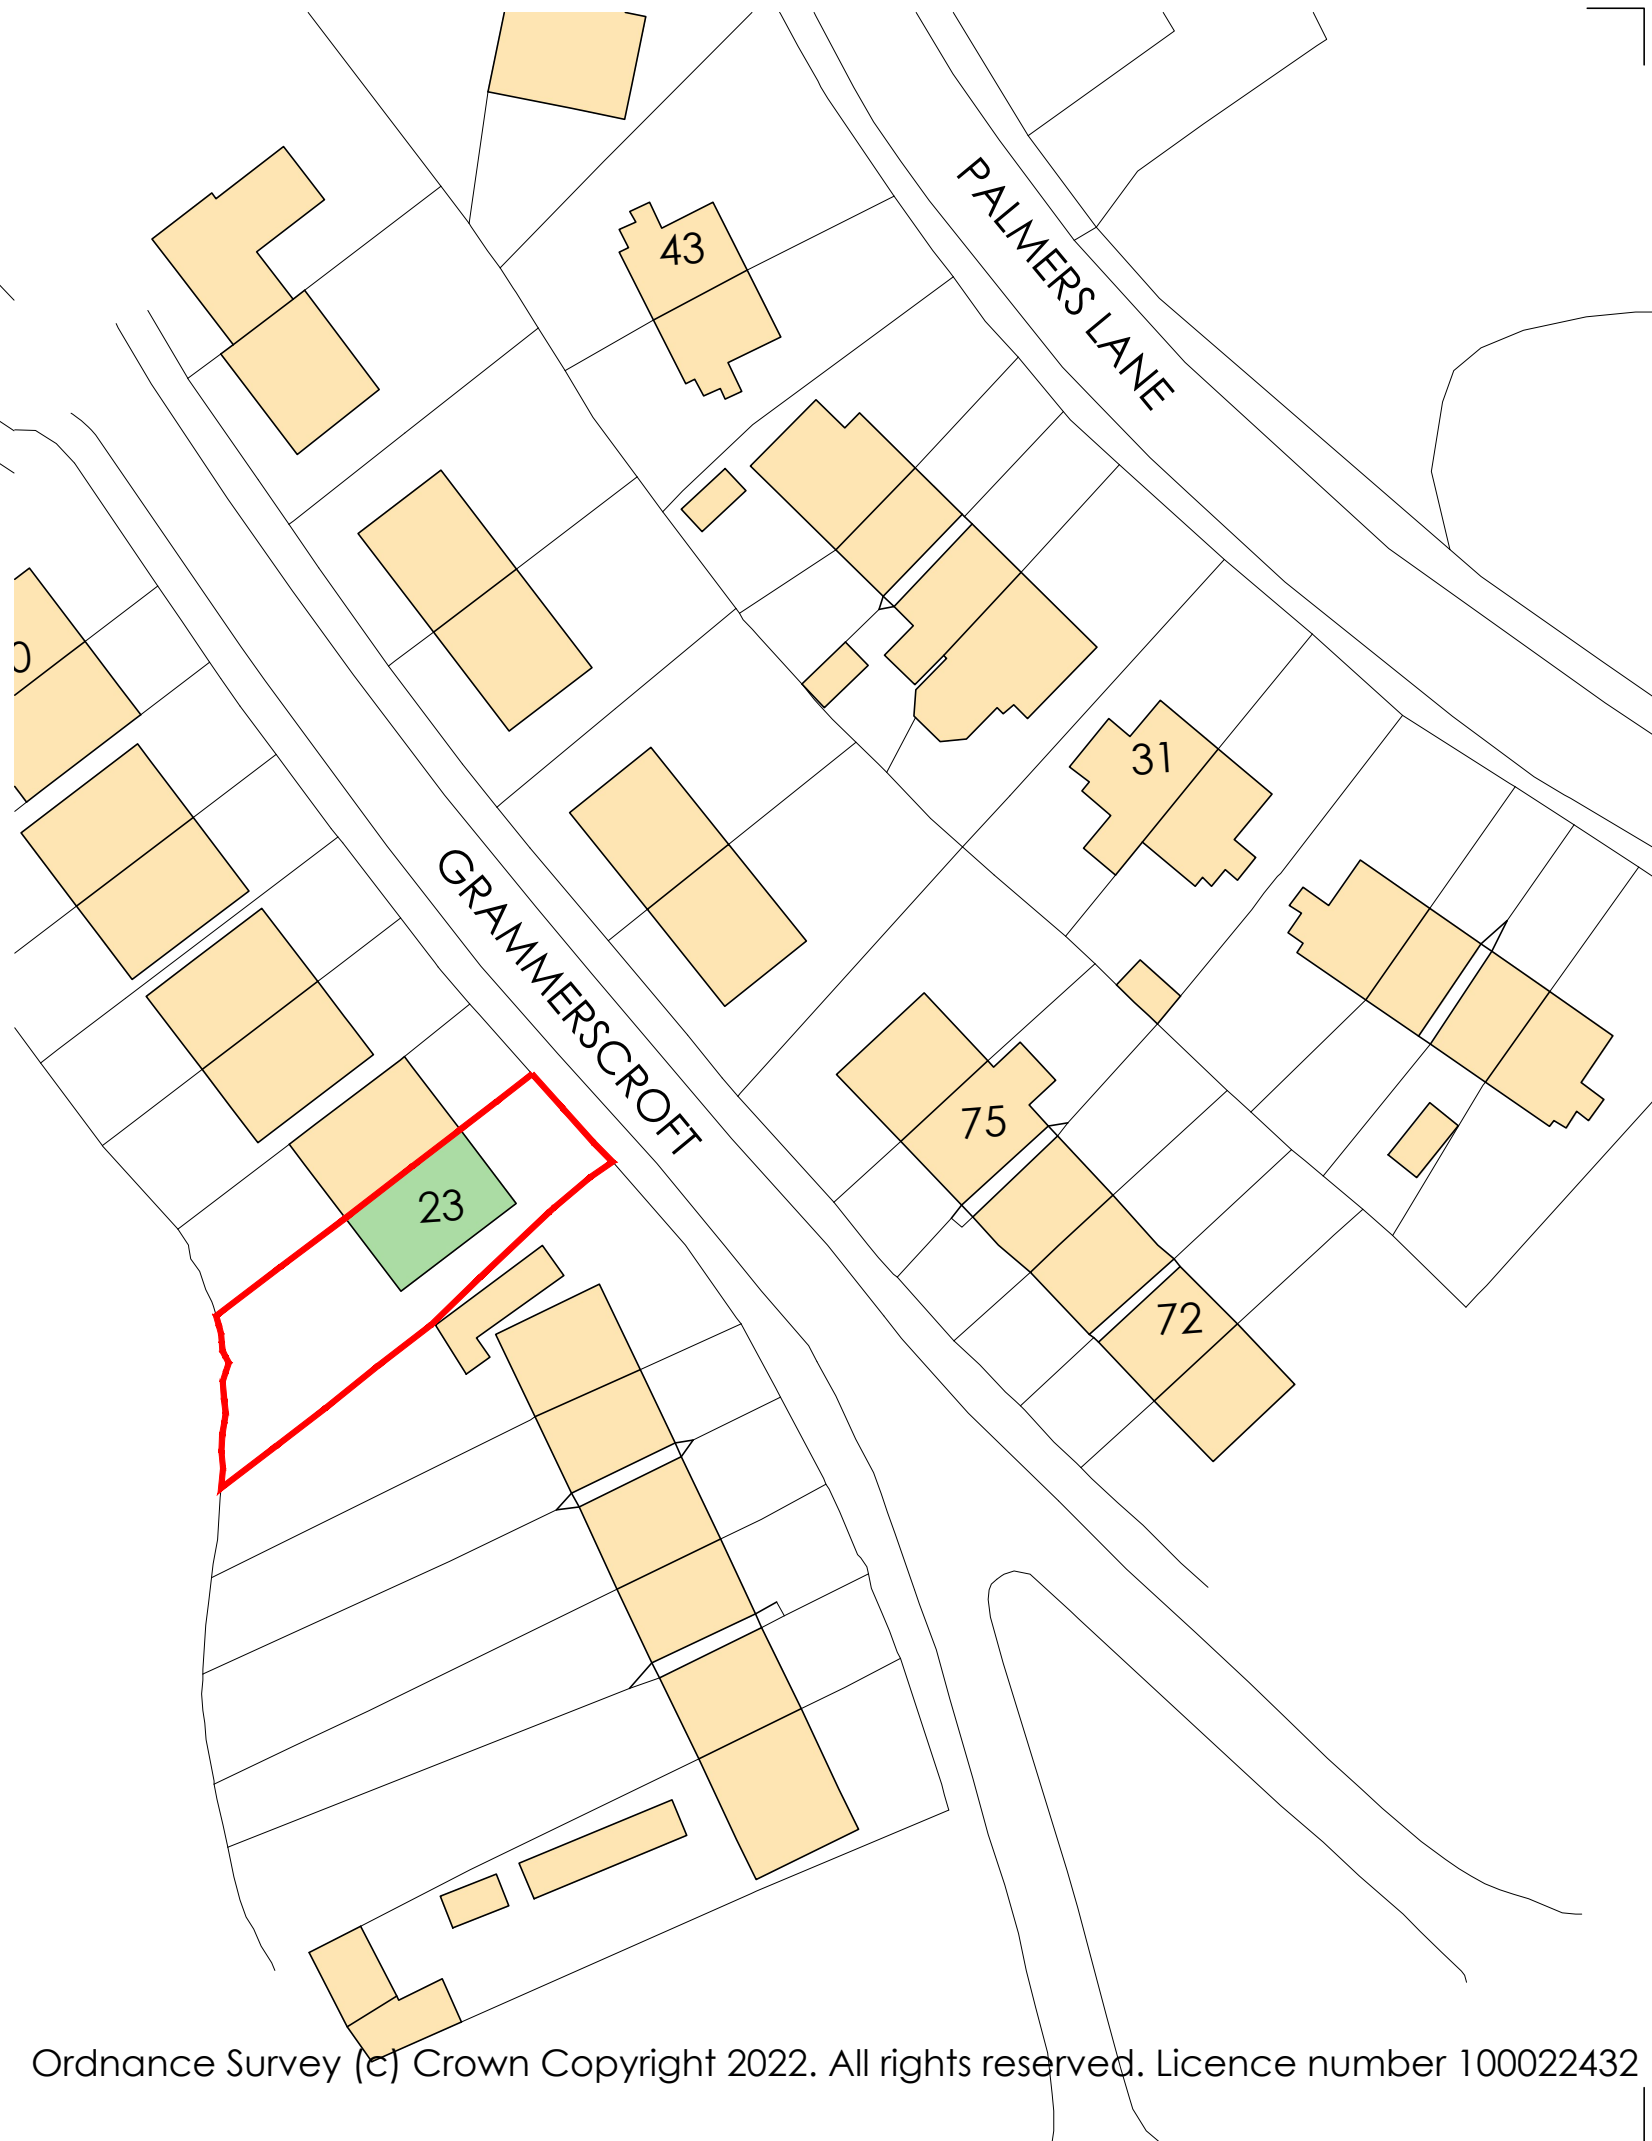 43
PALMERS LANE
0
31
GRAMMERSCROFT
75
23
72
Ordnance Survey (c) Crown Copyright 2022. All rights reserved. Licence number 100022432